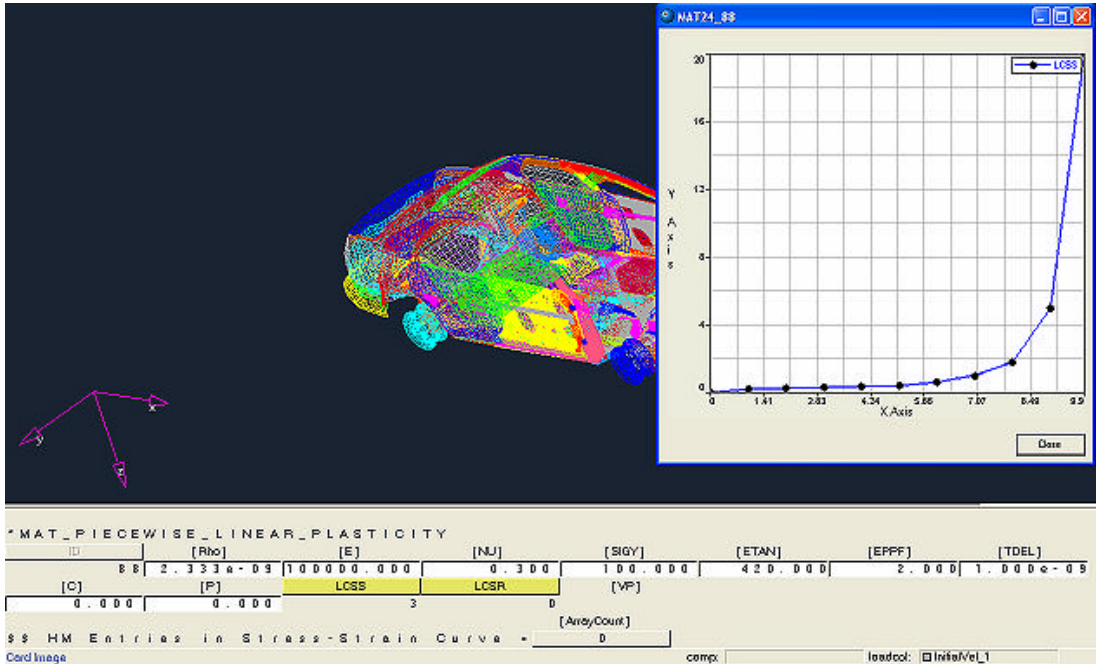 MAT24_88
20
LCSS
16
12
8
4
0
Y Axis
0 1.41 2.83 4.24 5.66 7.07 8.49 9.9
X Axis
Close
x
y
z
*MAT_PIECEWISE_LINEAR_PLASTICITY
ID [Rho] [E] [NU] [SIGY] [ETAN] [EPPF] [TDEL]
88 2.333e-09 100000.000 0.300 100.000 420.000 2.000 1.000e-09
[C] [P] LCSS LCSR [VP]
0.000 0.000 3 0
[ArrayCount]
$$ HM Entries in Stress-Strain Curve = 0
Card Image comp: loadcol: InitialVel_1